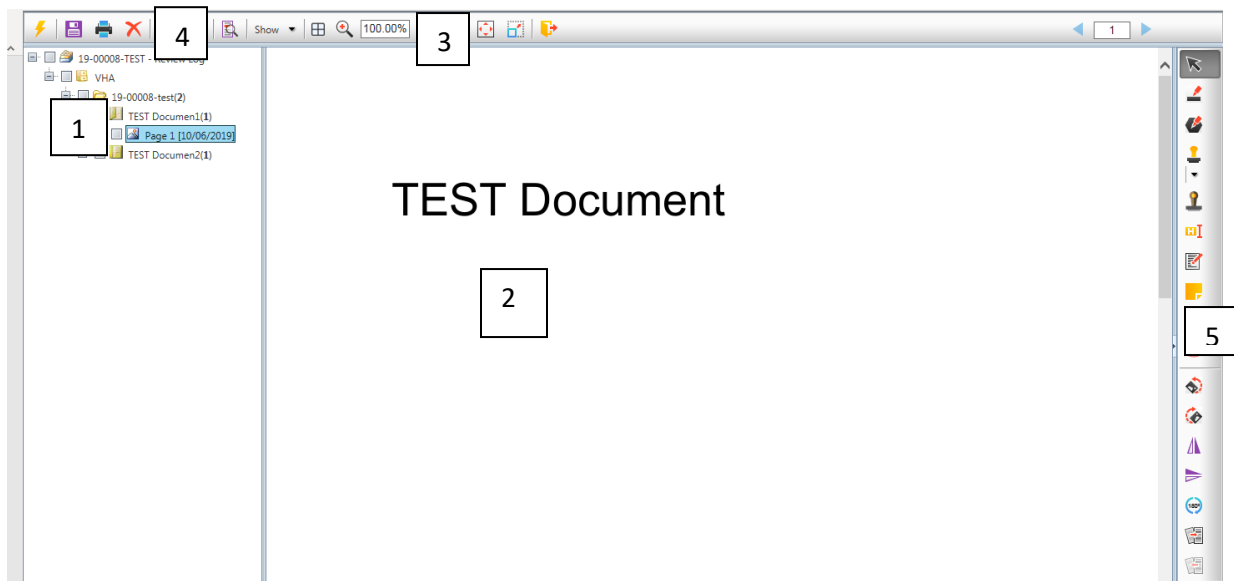 4
Show
100.00%
3
1
19-00008-TEST - Review Log
VHA
19-00008-test(2)
1
TEST Documen1(1)
Page 1 [10/06/2019]
TEST Documen2(1)
TEST Document
2
5
180°